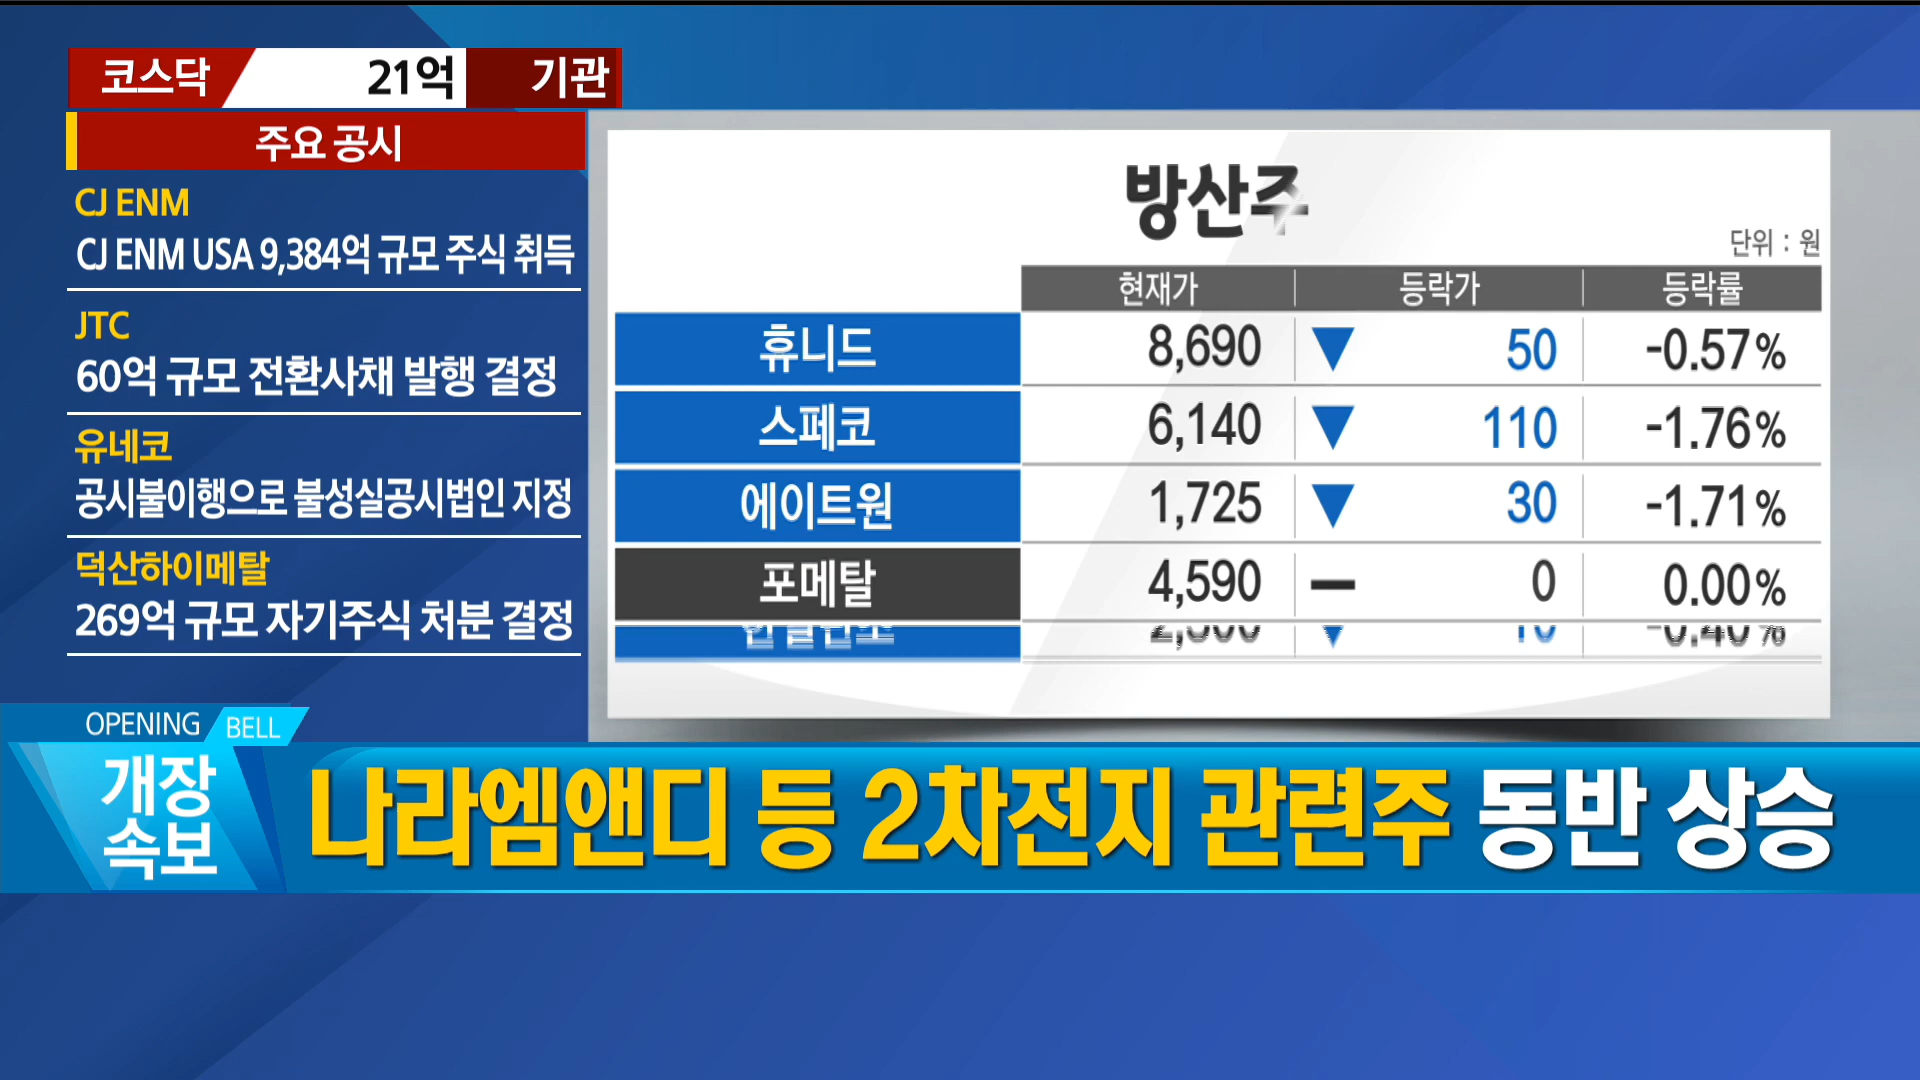 코스닥 21억 기관
주요 공시
CJ ENM
CJ ENM USA 9,384억 규모 주식 취득
JTC
60억 규모 전환사채 발행 결정
유네코
공시불이행으로 불성실공시법인 지정
덕산하이메탈
269억 규모 자기주식 처분 결정
방산주
단위 : 원
현재가 등락가 등락률
휴니드 8,690 ▼ 50 -0.57%
스페코 6,140 ▼ 110 -1.76%
에이트원 1,725 ▼ 30 -1.71%
포메탈 4,590 － 0 0.00%
OPENING BELL
개장
속보
나라엠앤디 등 2차전지 관련주 동반 상승